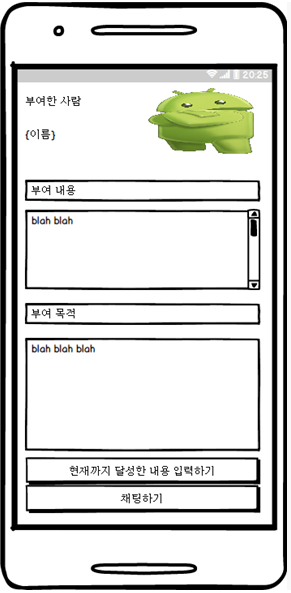 20:25
부여한 사람
{이름}
부여 내용
blah blah
부여 목적
blah blah blah
현재까지 달성한 내용 입력하기
채팅하기